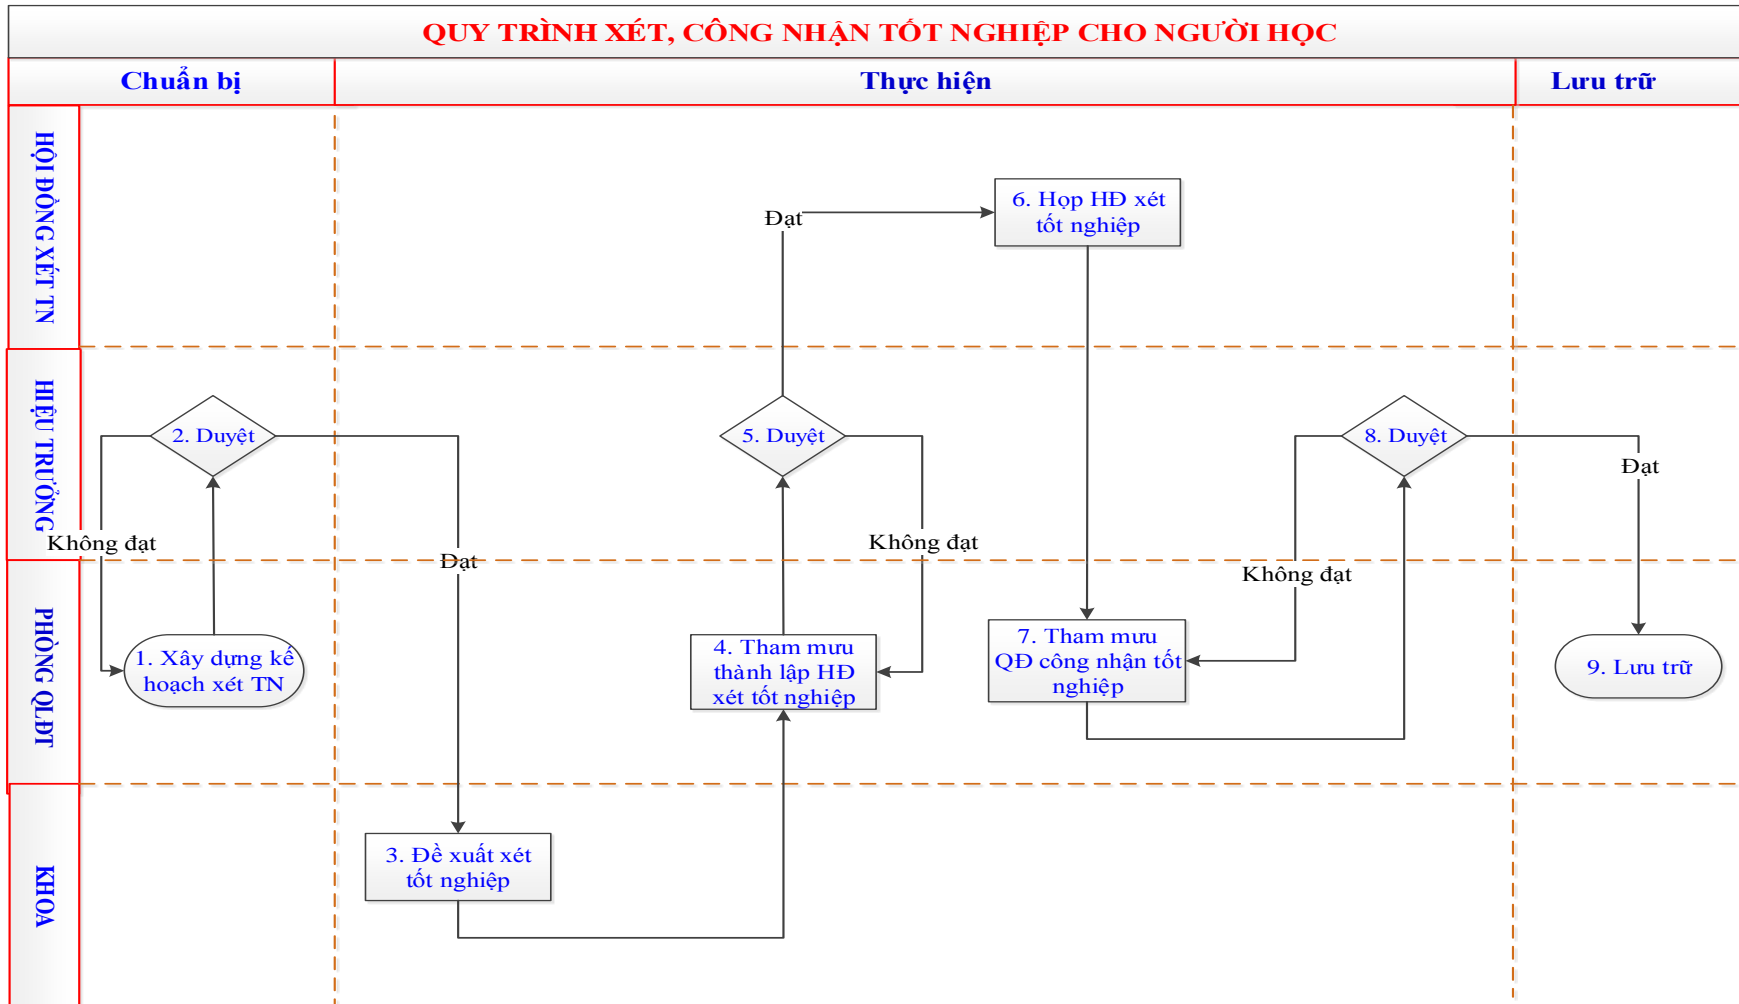 QUY TRÌNH XÉT, CÔNG NHẬN TỐT NGHIỆP CHO NGƯỜI HỌC
Chuẩn bị
Thực hiện
Lưu trữ
HỘI ĐỒNG XÉT TN
6. Họp HĐ xét
tốt nghiệp
Đạt
HIỆU TRƯỞNG
2. Duyệt
5. Duyệt
8. Duyệt
Đạt
Không đạt
Không đạt
Đạt
Không đạt
PHÒNG QLĐT
1. Xây dựng kế
hoạch xét TN
4. Tham mưu
thành lập HĐ
xét tốt nghiệp
7. Tham mưu
QĐ công nhận tốt
nghiệp
9. Lưu trữ
KHOA
3. Đề xuất xét
tốt nghiệp